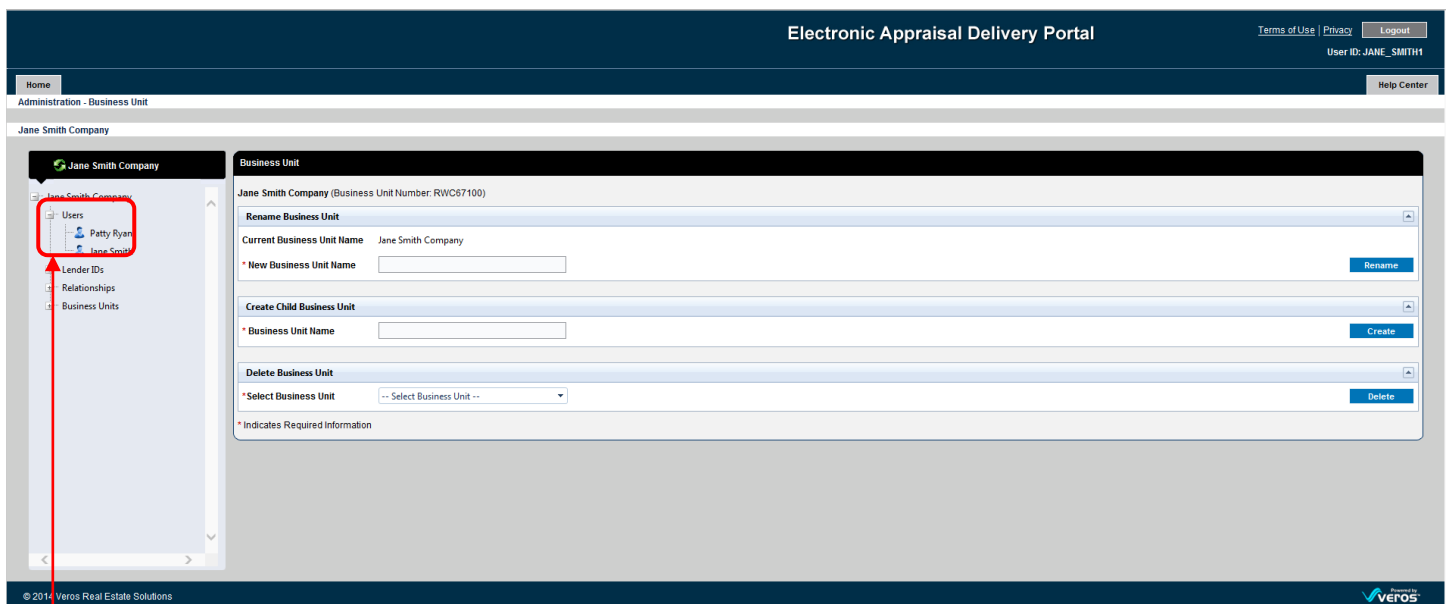 Electronic Appraisal Delivery Portal
Terms of Use | Privacy Logout
User ID: JANE_SMITH1
Home Help Center
Administration - Business Unit
Jane Smith Company
Jane Smith Company
Jane Smith Company
Users
Patty Ryan
Jane Smith
Lender IDs
Relationships
Business Units
Business Unit
Jane Smith Company (Business Unit Number: RWC67100)
Rename Business Unit
Current Business Unit Name Jane Smith Company
* New Business Unit Name Rename
Create Child Business Unit
* Business Unit Name Create
Delete Business Unit
*Select Business Unit -- Select Business Unit -- Delete
* Indicates Required Information
© 2014 Veros Real Estate Solutions
Powered by
veros